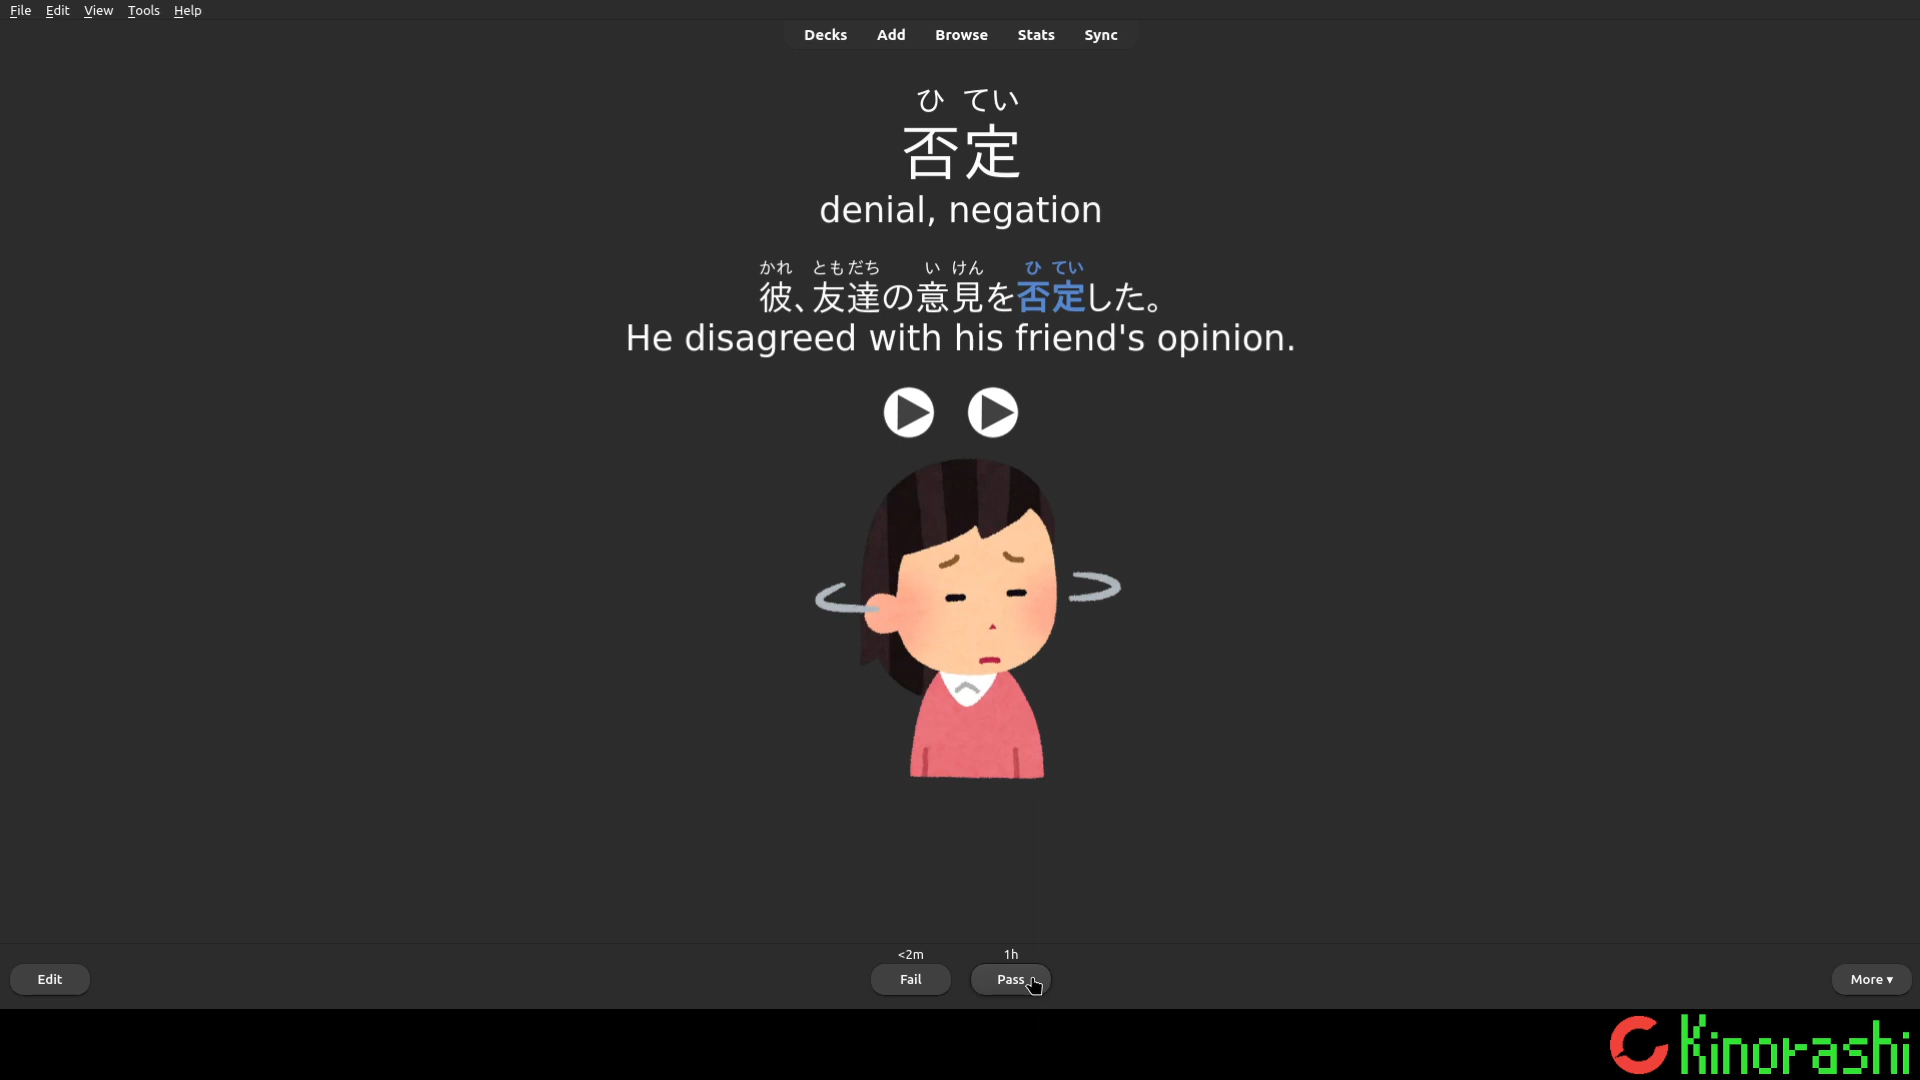 File Edit View Tools Help
Decks Add Browse Stats Sync
ひ てい
否定
denial, negation
かれ ともだち い けん ひ てい
彼、友達の意見を否定した。
He disagreed with his friend's opinion.
<2m 1h
Edit Fail Pass More ▾
Kinorashi